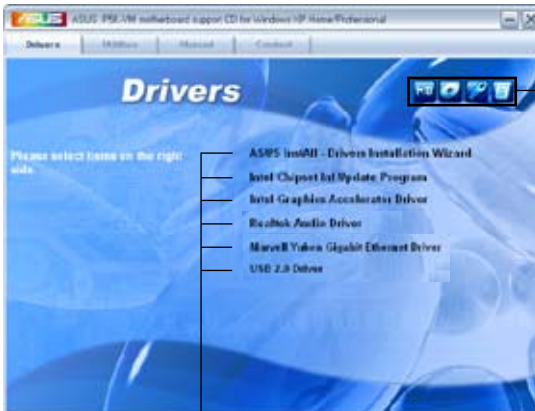 ASUS P5K-VM motherboard support CD for Windows XP Home/Professional
Drivers Utilities Manual Contact
Drivers
Please select items on the right
side.
ASUS InstAll - Drivers Installation Wizard
Intel Chipset Inf Update Program
Intel Graphics Accelerator Driver
Realtek Audio Driver
Marvell Yukon Gigabit Ethernet Driver
USB 2.0 Driver